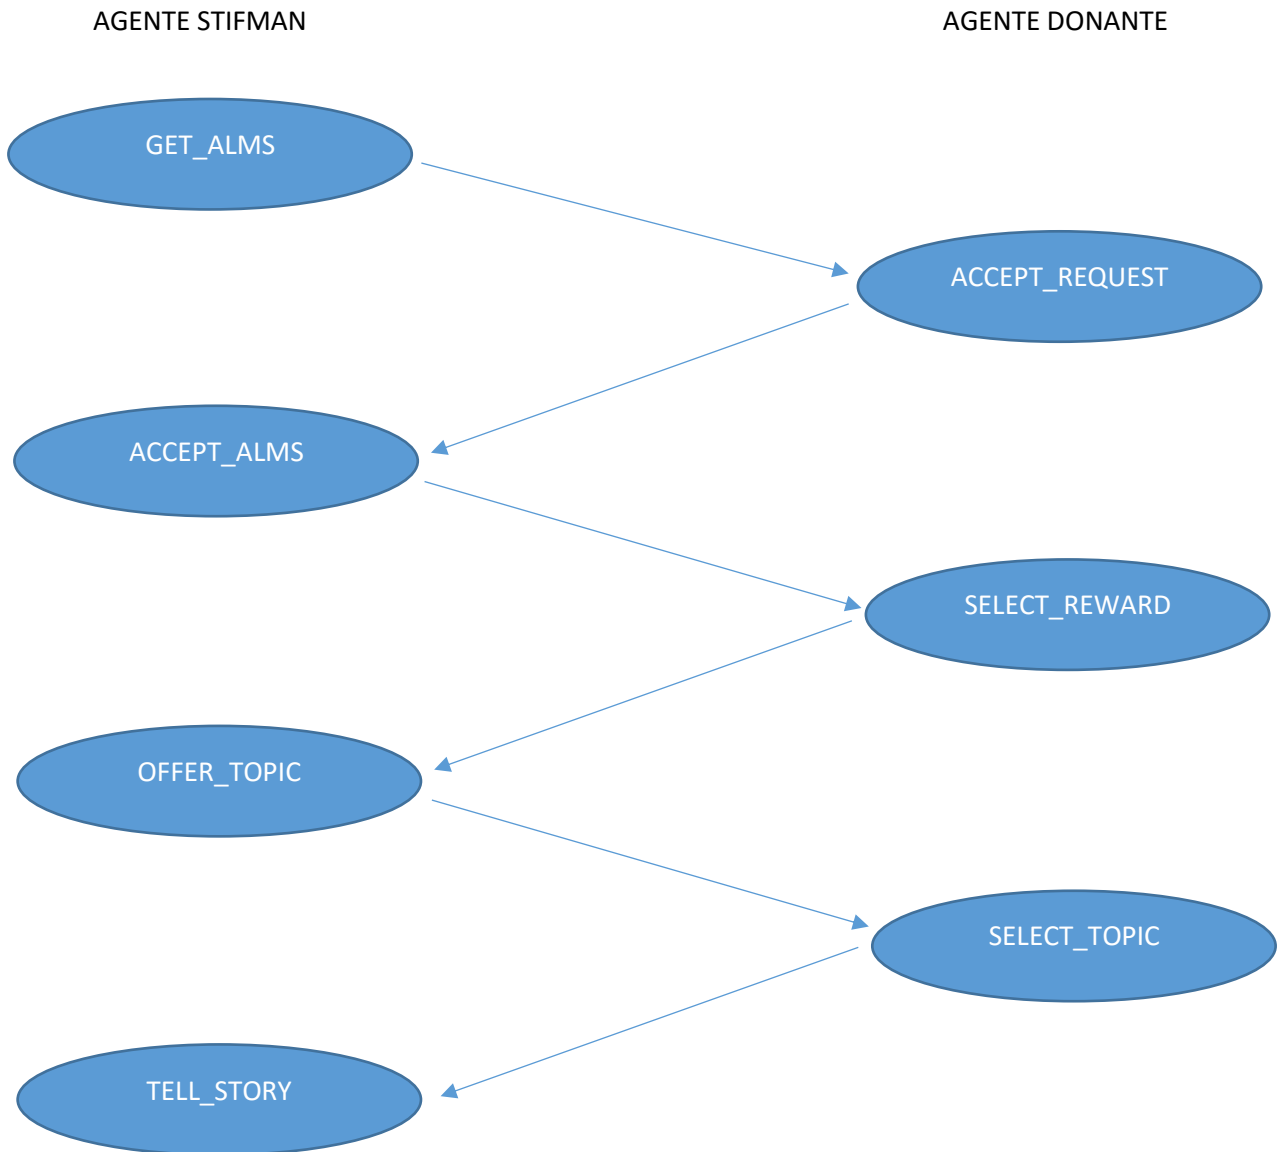 AGENTE STIFMAN
AGENTE DONANTE
GET_ALMS
ACCEPT_REQUEST
ACCEPT_ALMS
SELECT_REWARD
OFFER_TOPIC
SELECT_TOPIC
TELL_STORY